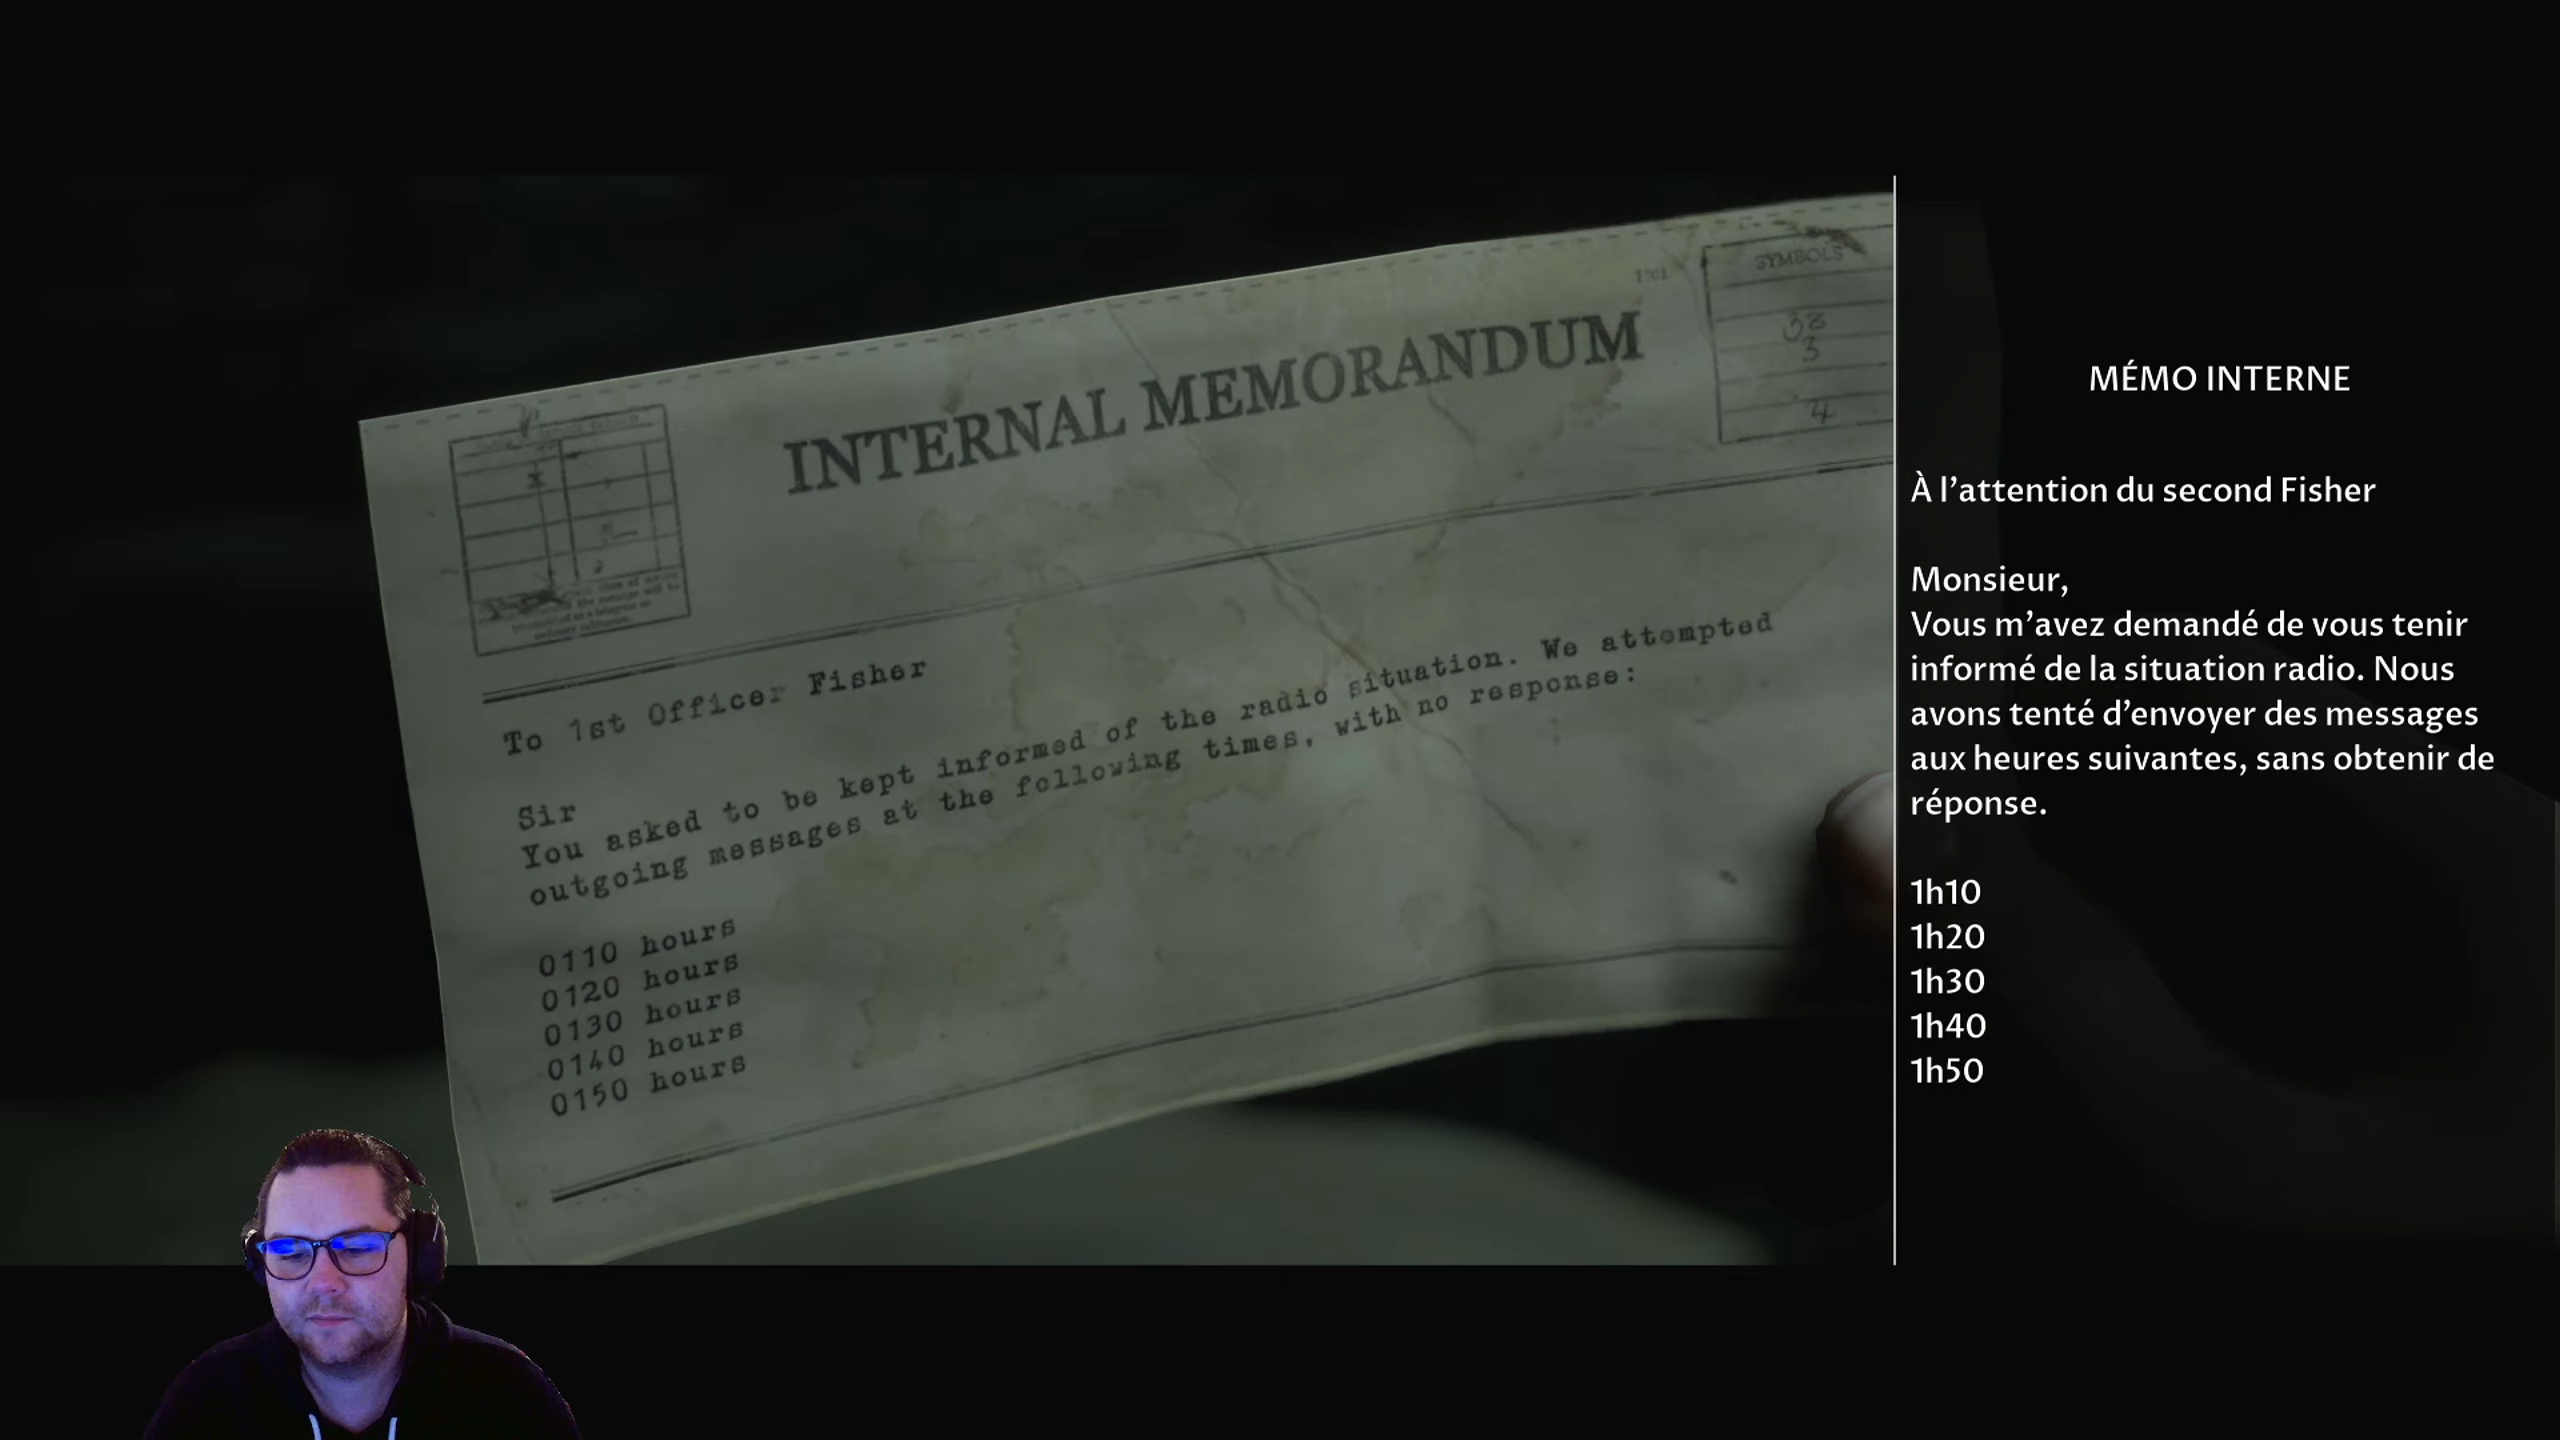 INTERNAL MEMORANDUM
SYMBOLS
38
3
4
To 1st Officer Fisher
Sir
You asked to be kept informed of the radio situation. We attempted
outgoing messages at the following times, with no response:
0110 hours
0120 hours
0130 hours
0140 hours
0150 hours
MÉMO INTERNE
À l'attention du second Fisher
Monsieur,
Vous m'avez demandé de vous tenir
informé de la situation radio. Nous
avons tenté d'envoyer des messages
aux heures suivantes, sans obtenir de
réponse.
1h10
1h20
1h30
1h40
1h50